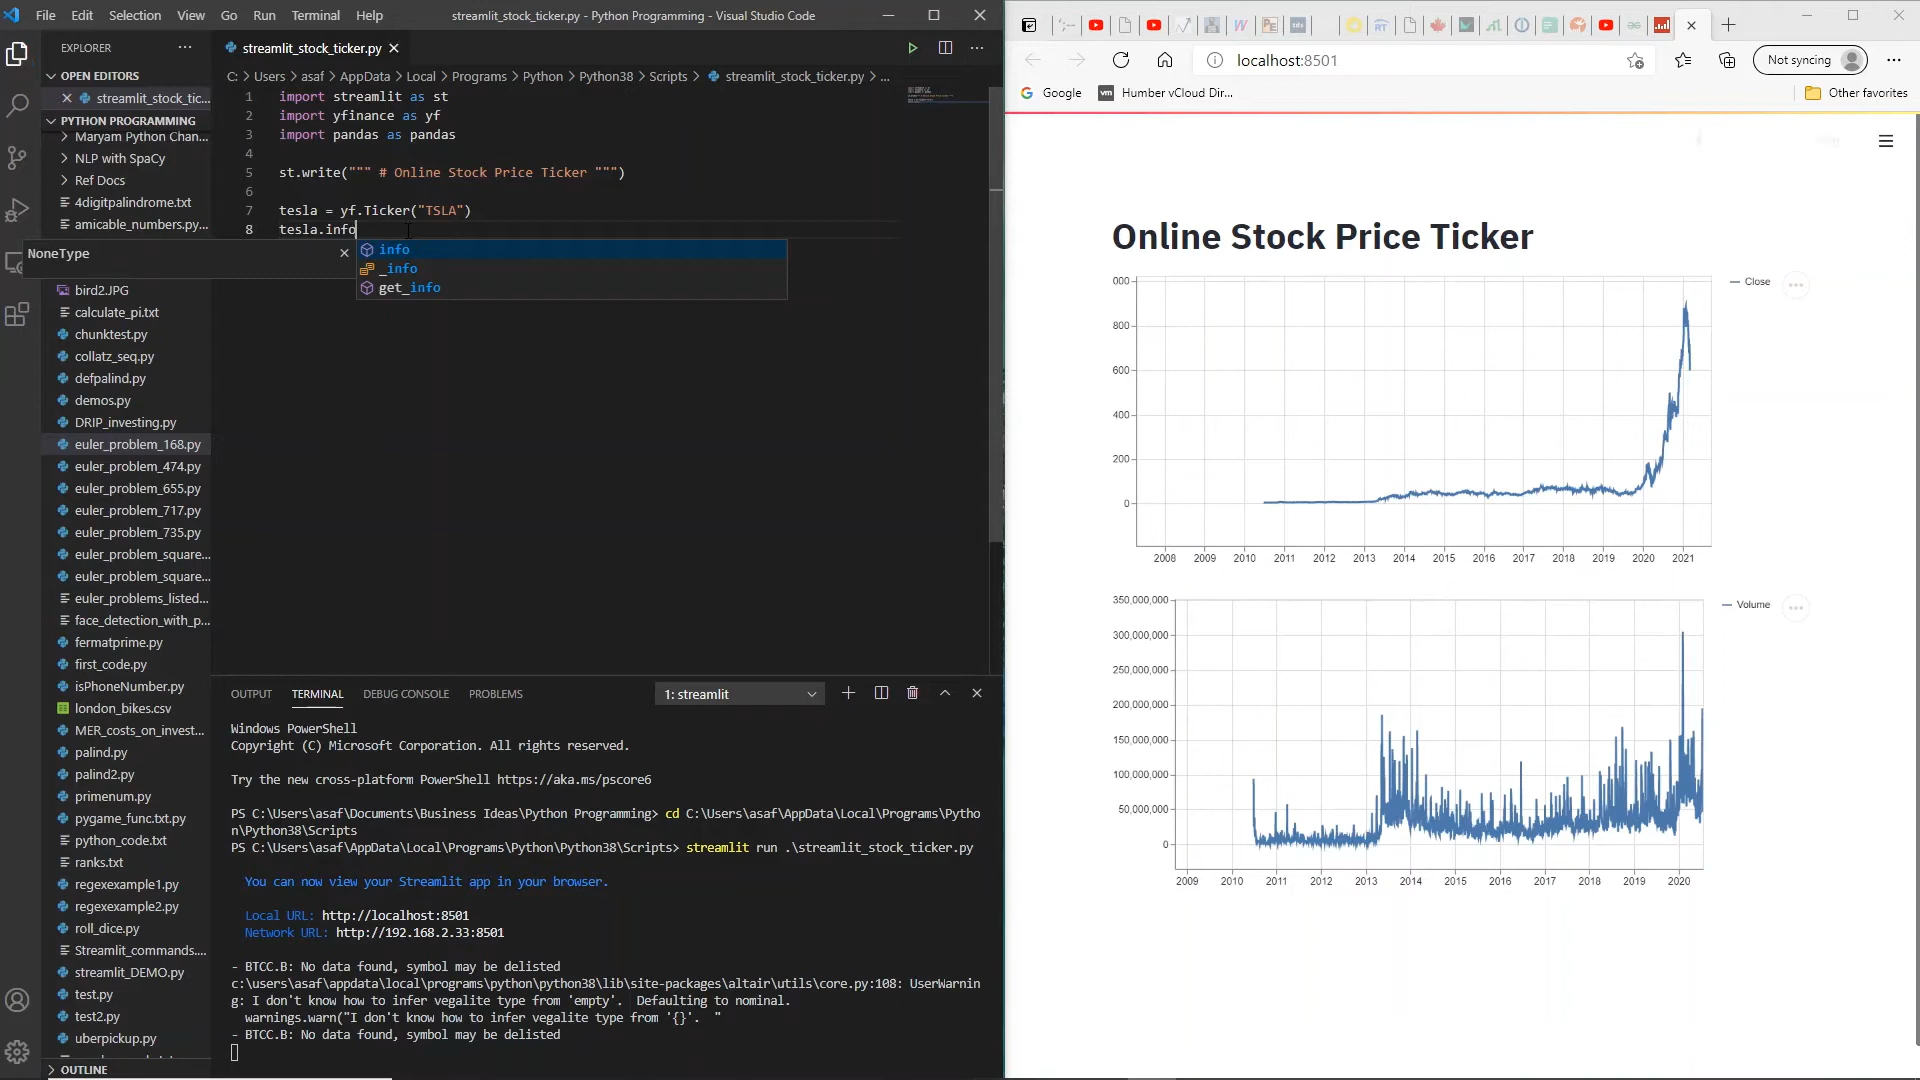 File Edit Selection View Go Run Terminal Help
streamlit_stock_ticker.py - Python Programming - Visual Studio Code
EXPLORER
OPEN EDITORS
streamlit_stock_tic...
PYTHON PROGRAMMING
Maryam Python Chan...
NLP with SpaCy
Ref Docs
4digitpalindrome.txt
amicable_numbers.py...
NoneType
bird2.JPG
calculate_pi.txt
chunktest.py
collatz_seq.py
defpalind.py
demos.py
DRIP_investing.py
euler_problem_168.py
euler_problem_474.py
euler_problem_655.py
euler_problem_717.py
euler_problem_735.py
euler_problem_square...
euler_problem_square...
euler_problems_listed...
face_detection_with_p...
fermatprime.py
first_code.py
isPhoneNumber.py
london_bikes.csv
MER_costs_on_invest...
palind.py
palind2.py
primenum.py
pygame_func.txt.py
python_code.txt
ranks.txt
regexexample1.py
regexexample2.py
roll_dice.py
Streamlit_commands....
streamlit_DEMO.py
test.py
test2.py
uberpickup.py
OUTLINE
streamlit_stock_ticker.py
C: > Users > asaf > AppData > Local > Programs > Python > Python38 > Scripts > streamlit_stock_ticker.py > ...
1 import streamlit as st
2 import yfinance as yf
3 import pandas as pandas
4
5 st.write(""" # Online Stock Price Ticker """)
6
7 tesla = yf.Ticker("TSLA")
8 tesla.info
info
_info
get_info
OUTPUT TERMINAL DEBUG CONSOLE PROBLEMS
1: streamlit
Windows PowerShell
Copyright (C) Microsoft Corporation. All rights reserved.
Try the new cross-platform PowerShell https://aka.ms/pscore6
PS C:\Users\asaf\Documents\Business Ideas\Python Programming> cd C:\Users\asaf\AppData\Local\Programs\Pytho
n\Python38\Scripts
PS C:\Users\asaf\AppData\Local\Programs\Python\Python38\Scripts> streamlit run .\streamlit_stock_ticker.py
You can now view your Streamlit app in your browser.
Local URL: http://localhost:8501
Network URL: http://192.168.2.33:8501
- BTCC.B: No data found, symbol may be delisted
c:\users\asaf\appdata\local\programs\python\python38\lib\site-packages\altair\utils\core.py:108: UserWarnin
g: I don't know how to infer vegalite type from 'empty'.  Defaulting to nominal.
warnings.warn("I don't know how to infer vegalite type from '{}'.  "
- BTCC.B: No data found, symbol may be delisted
localhost:8501
Not syncing
Google
Humber vCloud Dir...
Other favorites
Online Stock Price Ticker
000
800
600
400
200
0
2008 2009 2010 2011 2012 2013 2014 2015 2016 2017 2018 2019 2020 2021
Close
350,000,000
300,000,000
250,000,000
200,000,000
150,000,000
100,000,000
50,000,000
0
2009 2010 2011 2012 2013 2014 2015 2016 2017 2018 2019 2020
Volume